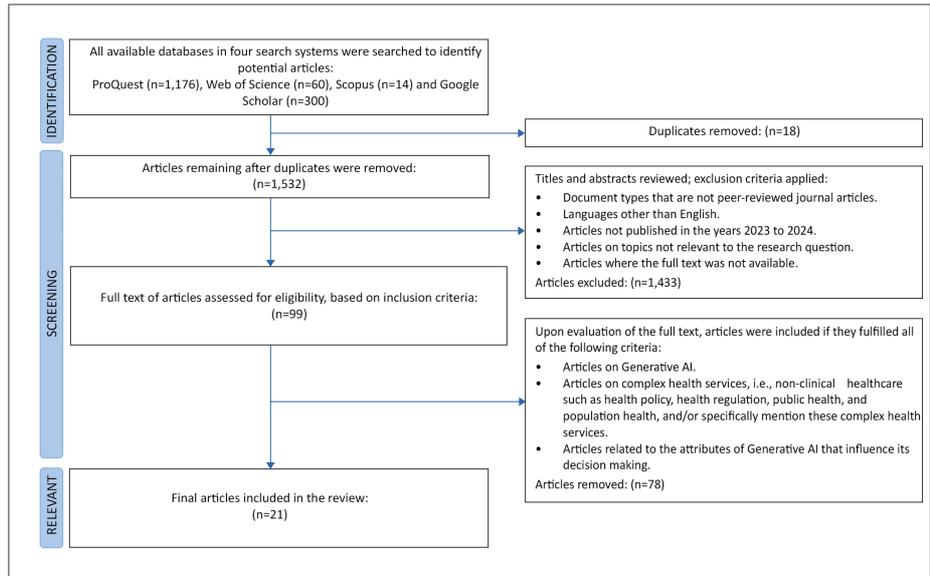 IDENTIFICATION
All available databases in four search systems were searched to identify
potential articles:
ProQuest (n=1,176), Web of Science (n=60), Scopus (n=14) and Google
Scholar (n=300)
Duplicates removed: (n=18)
SCREENING
Articles remaining after duplicates were removed:
(n=1,532)
Titles and abstracts reviewed; exclusion criteria applied:
• Document types that are not peer-reviewed journal articles.
• Languages other than English.
• Articles not published in the years 2023 to 2024.
• Articles on topics not relevant to the research question.
• Articles where the full text was not available.
Articles excluded: (n=1,433)
Full text of articles assessed for eligibility, based on inclusion criteria:
(n=99)
Upon evaluation of the full text, articles were included if they fulfilled all
of the following criteria:
• Articles on Generative AI.
• Articles on complex health services, i.e., non-clinical healthcare
such as health policy, health regulation, public health, and
population health, and/or specifically mention these complex health
services.
• Articles related to the attributes of Generative AI that influence its
decision making.
Articles removed: (n=78)
RELEVANT
Final articles included in the review:
(n=21)